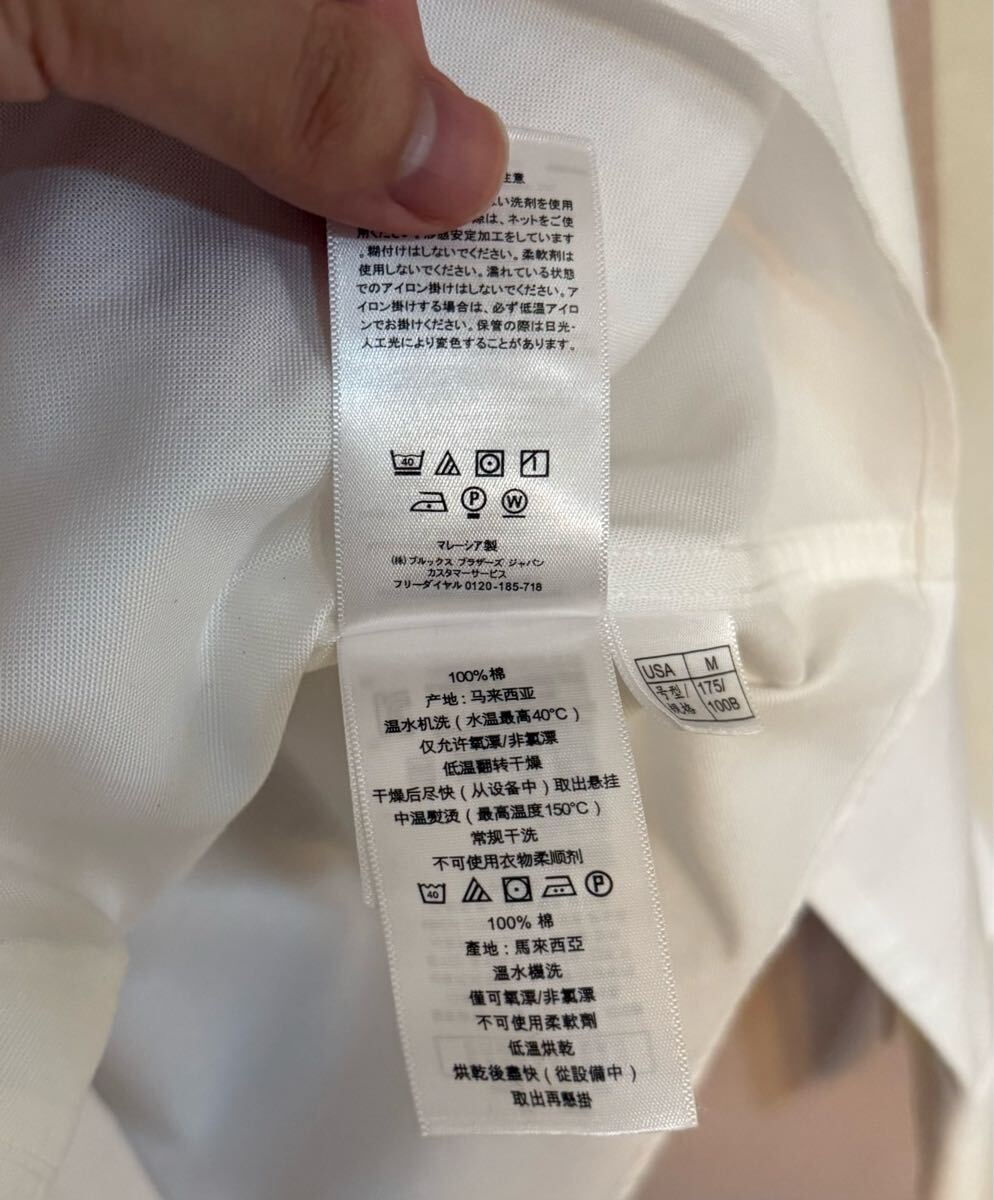 注意
い洗剤を使用
際は、ネットをご使
用ください。形態安定加工をしています
。糊付けはしないでください。柔軟剤は
使用しないでください。濡れている状態
でのアイロン掛けはしないでください。ア
イロン掛けする場合は、必ず低温アイロ
ンでお掛けください。保管の際は日光・
人工光により変色することがあります。
40
P W
マレーシア製
(株)ブルックス ブラザーズ ジャパン
カスタマーサービス
フリーダイヤル 0120-185-718
100%棉
产地：马来西亚
温水机洗（水温最高40°C）
仅允许氧漂/非氯漂
低温翻转干燥
干燥后尽快（从设备中）取出悬挂
中温熨烫（最高温度150°C）
常规干洗
不可使用衣物柔顺剂
40 P
100% 棉
產地：馬來西亞
溫水機洗
僅可氧漂/非氯漂
不可使用柔軟劑
低溫烘乾
烘乾後盡快（從設備中）
取出再懸掛
USA M
号型/ 175/
规格 100B